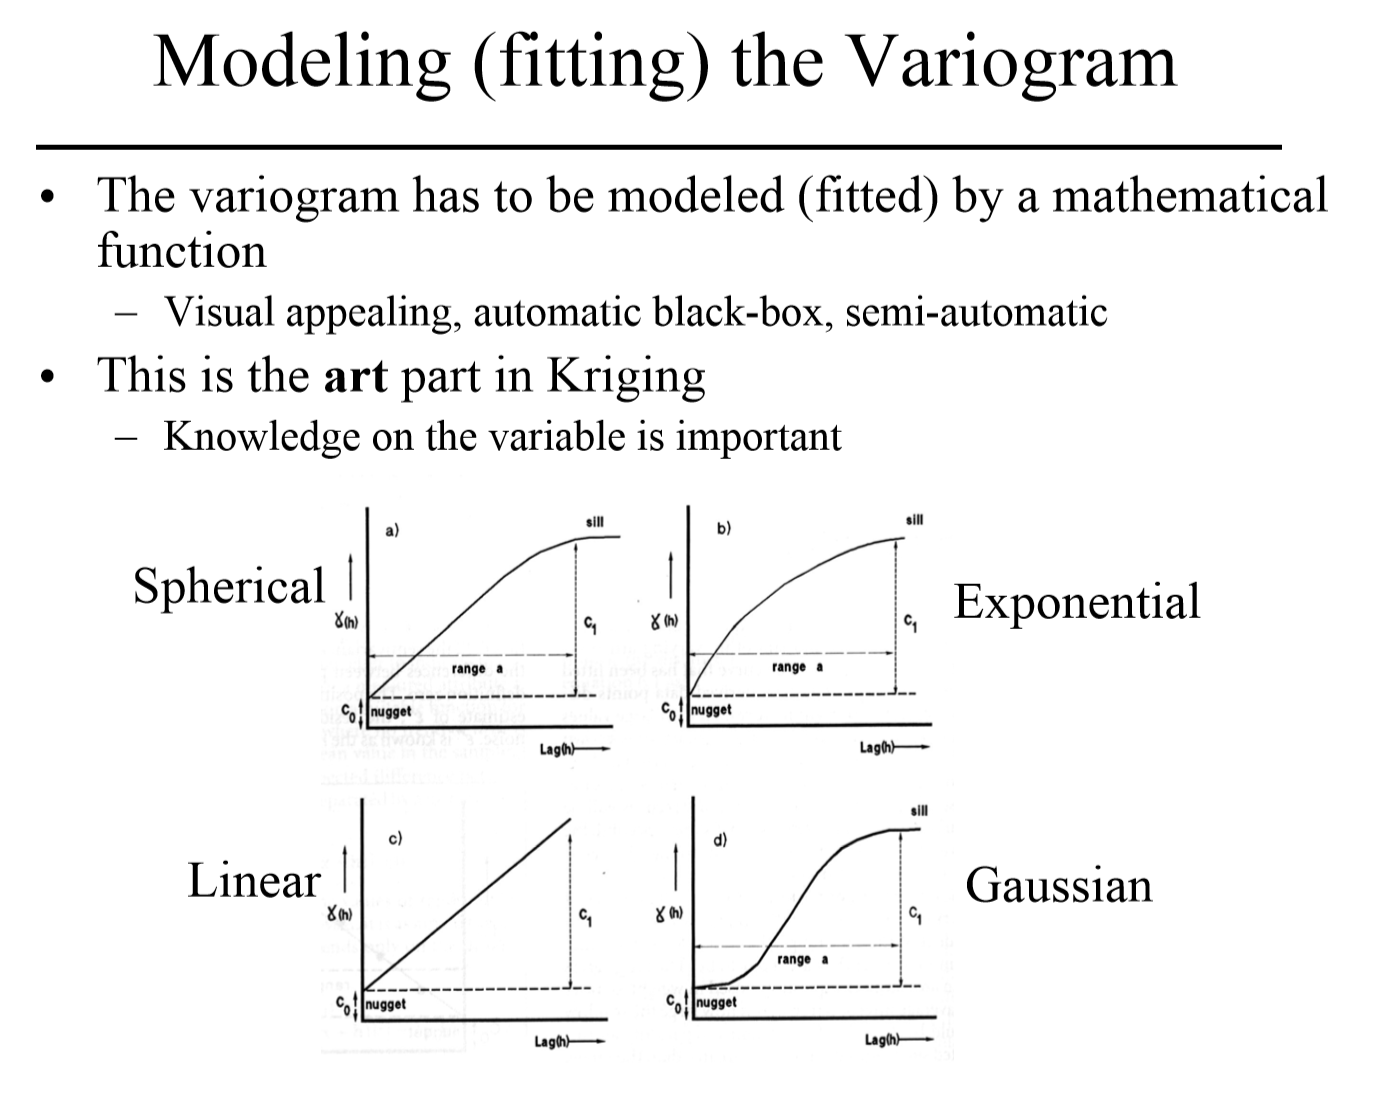 Modeling (fitting) the Variogram
• The variogram has to be modeled (fitted) by a mathematical
function
– Visual appealing, automatic black-box, semi-automatic
• This is the art part in Kriging
– Knowledge on the variable is important
Spherical
a)
sill
ɣ(h)
C1
range a
C0
nugget
Lag(h)
b)
sill
ɣ(h)
C1
range a
C0
nugget
Lag(h)
Exponential
Linear
c)
ɣ(h)
C1
C0
nugget
Lag(h)
d)
sill
ɣ(h)
C1
range a
C0
nugget
Lag(h)
Gaussian